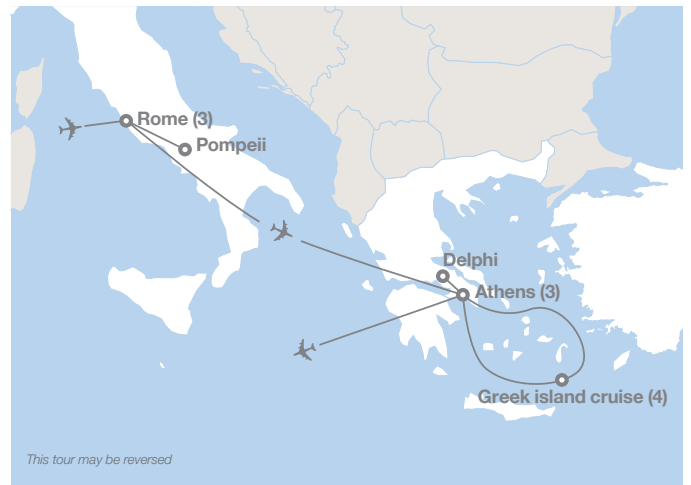 Rome (3)
Pompeii
Delphi
Athens (3)
Greek island cruise (4)
This tour may be reversed